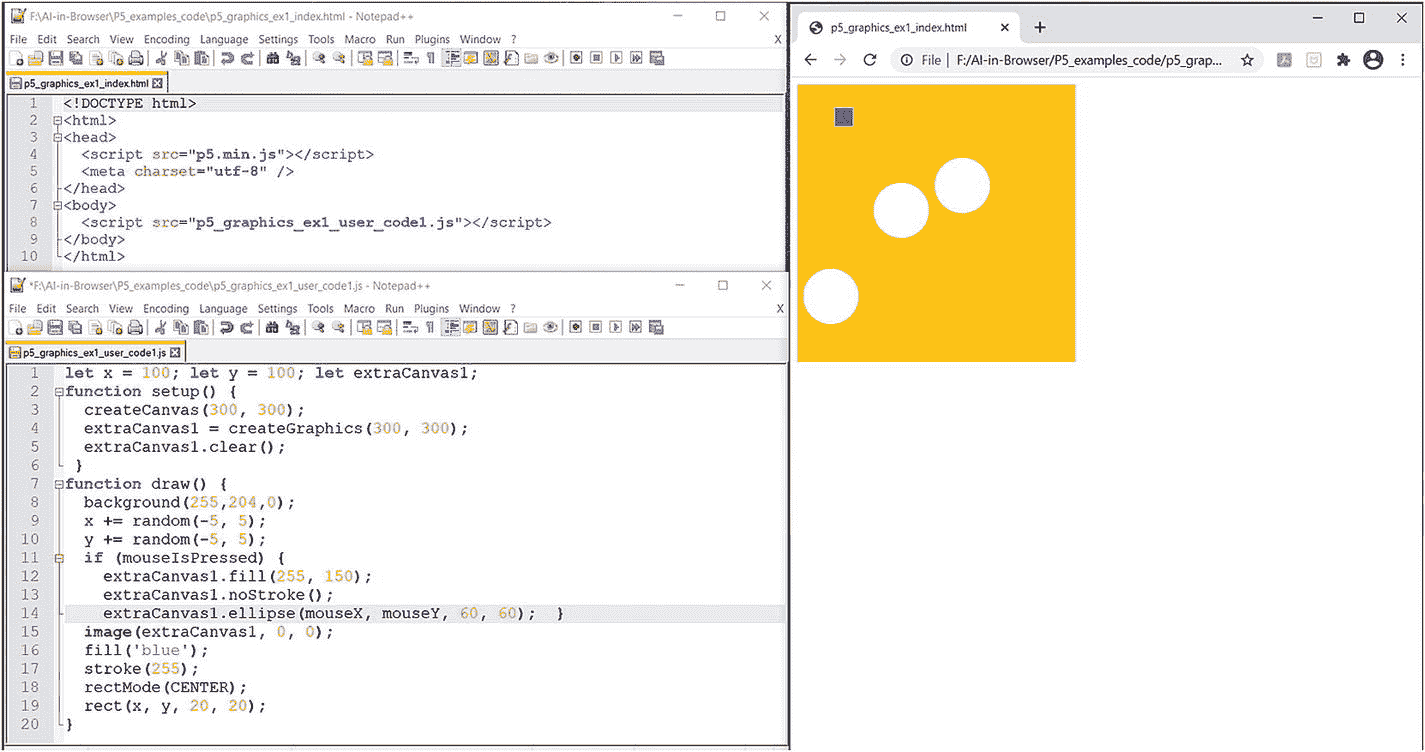 F:\AI-in-Browser\P5_examples_code\p5_graphics_ex1_index.html - Notepad++
File Edit Search View Encoding Language Settings Tools Macro Run Plugins Window ? X
p5_graphics_ex1_index.html
1 <!DOCTYPE html>
2 <html>
3 <head>
4 <script src="p5.min.js"></script>
5 <meta charset="utf-8" />
6 </head>
7 <body>
8 <script src="p5_graphics_ex1_user_code1.js"></script>
9 </body>
10 </html>
*F:\AI-in-Browser\P5_examples_code\p5_graphics_ex1_user_code1.js - Notepad++
File Edit Search View Encoding Language Settings Tools Macro Run Plugins Window ? X
p5_graphics_ex1_user_code1.js
1 let x = 100; let y = 100; let extraCanvas1;
2 function setup() {
3 createCanvas(300, 300);
4 extraCanvas1 = createGraphics(300, 300);
5 extraCanvas1.clear();
6 }
7 function draw() {
8 background(255,204,0);
9 x += random(-5, 5);
10 y += random(-5, 5);
11 if (mouseIsPressed) {
12 extraCanvas1.fill(255, 150);
13 extraCanvas1.noStroke();
14 extraCanvas1.ellipse(mouseX, mouseY, 60, 60); }
15 image(extraCanvas1, 0, 0);
16 fill('blue');
17 stroke(255);
18 rectMode(CENTER);
19 rect(x, y, 20, 20);
20 }
p5_graphics_ex1_index.html
File | F:/AI-in-Browser/P5_examples_code/p5_grap...